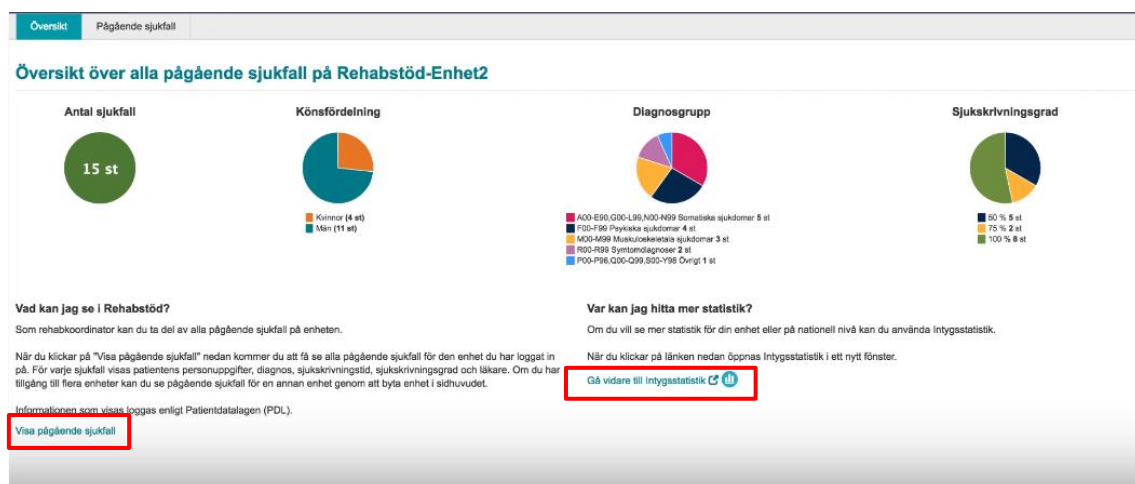 Översikt
Pågående sjukfall
Översikt över alla pågående sjukfall på Rehabstöd-Enhet2
Antal sjukfall
15 st
Könsfördelning
Kvinnor (4 st)
Män (11 st)
Diagnosgrupp
A00-E90,G00-L99,N00-N99 Somatiska sjukdomar 5 st
F00-F99 Psykiska sjukdomar 4 st
M00-M99 Muskuloskeletala sjukdomar 3 st
R00-R99 Symtomdiagnoser 2 st
P00-P96,Q00-Q99,S00-Y98 Övrigt 1 st
Sjukskrivningsgrad
50 % 5 st
75 % 2 st
100 % 8 st
Vad kan jag se i Rehabstöd?
Som rehabkoordinator kan du ta del av alla pågående sjukfall på enheten.
När du klickar på "Visa pågående sjukfall" nedan kommer du att få se alla pågående sjukfall för den enhet du har loggat in
på. För varje sjukfall visas patientens personuppgifter, diagnos, sjukskrivningstid, sjukskrivningsgrad och läkare. Om du har
tillgång till flera enheter kan du se pågående sjukfall för en annan enhet genom att byta enhet i sidhuvudet.
Informationen som visas loggas enligt Patientdatalagen (PDL).
Visa pågående sjukfall
Var kan jag hitta mer statistik?
Om du vill se mer statistik för din enhet eller på nationell nivå kan du använda Intygsstatistik.
När du klickar på länken nedan öppnas Intygsstatistik i ett nytt fönster.
Gå vidare till Intygsstatistik